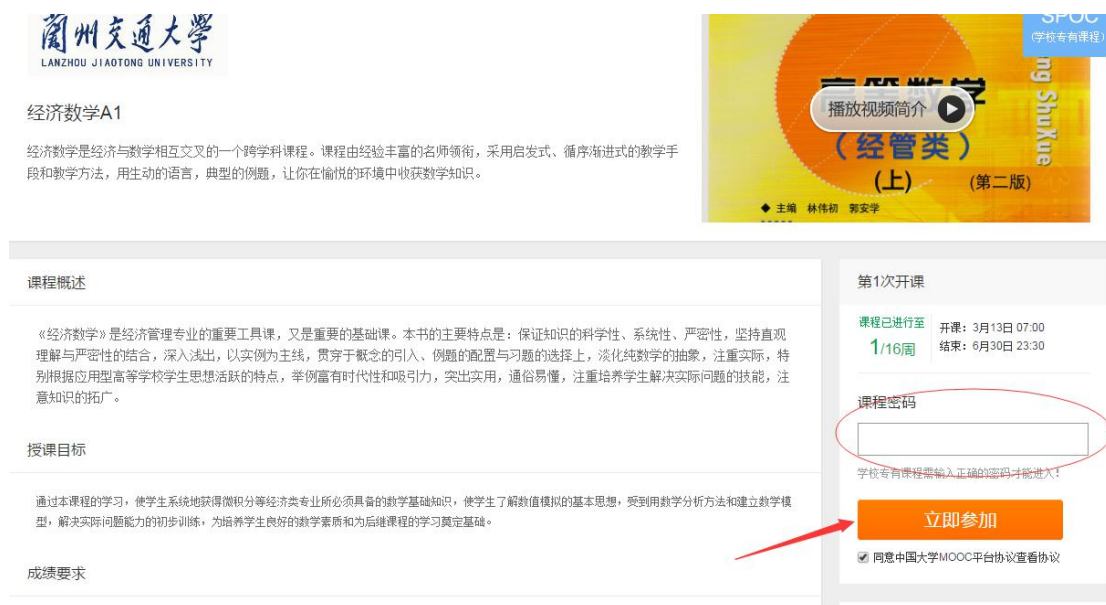 蘭州交通大學
LANZHOU JIAOTONG UNIVERSITY
经济数学A1
经济数学是经济与数学相互交叉的一个跨学科课程。课程由经验丰富的名师领衔，采用启发式、循序渐进式的教学手
段和教学方法，用生动的语言，典型的例题，让你在愉悦的环境中收获数学知识。
SPOC
(学校专有课程)
ng ShuXue
高等数学
播放视频简介
（经管类）
(上)
(第二版)
◆ 主编 林伟初 郭安学
课程概述
《经济数学》是经济管理专业的重要工具课，又是重要的基础课。本书的主要特点是：保证知识的科学性、系统性、严密性，坚持直观
理解与严密性的结合，深入浅出，以实例为主线，贯穿于概念的引入、例题的配置与习题的选择上，淡化纯数学的抽象，注重实际，特
别根据应用型高等学校学生思想活跃的特点，举例富有时代性和吸引力，突出实用，通俗易懂，注重培养学生解决实际问题的技能，注
意知识的拓广。
授课目标
通过本课程的学习，使学生系统地获得微积分等经济类专业所必须具备的数学基础知识，使学生了解数值模拟的基本思想，受到用数学分析方法和建立数学模
型，解决实际问题能力的初步训练，为培养学生良好的数学素质和为后继课程的学习奠定基础。
成绩要求
第1次开课
课程已进行至
1/16周
开课：3月13日 07:00
结束：6月30日 23:30
课程密码
学校专有课程需输入正确的密码才能进入！
立即参加
同意中国大学MOOC平台协议查看协议